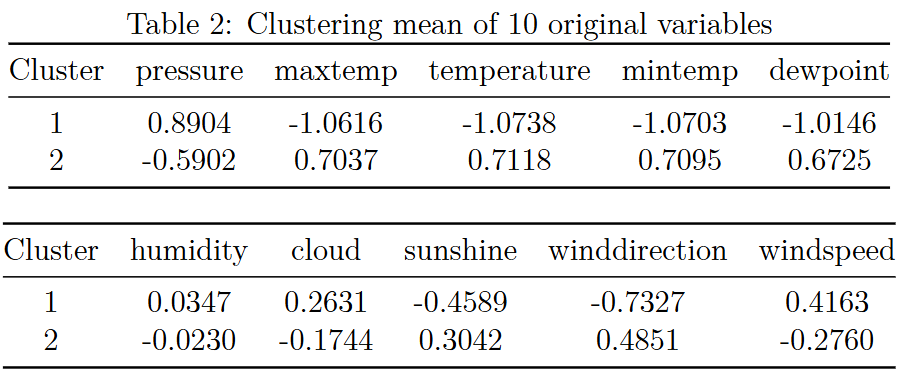 Table 2: Clustering mean of 10 original variables
Cluster pressure maxtemp temperature mintemp dewpoint
1 0.8904 -1.0616 -1.0738 -1.0703 -1.0146
2 -0.5902 0.7037 0.7118 0.7095 0.6725
Cluster humidity cloud sunshine winddirection windspeed
1 0.0347 0.2631 -0.4589 -0.7327 0.4163
2 -0.0230 -0.1744 0.3042 0.4851 -0.2760